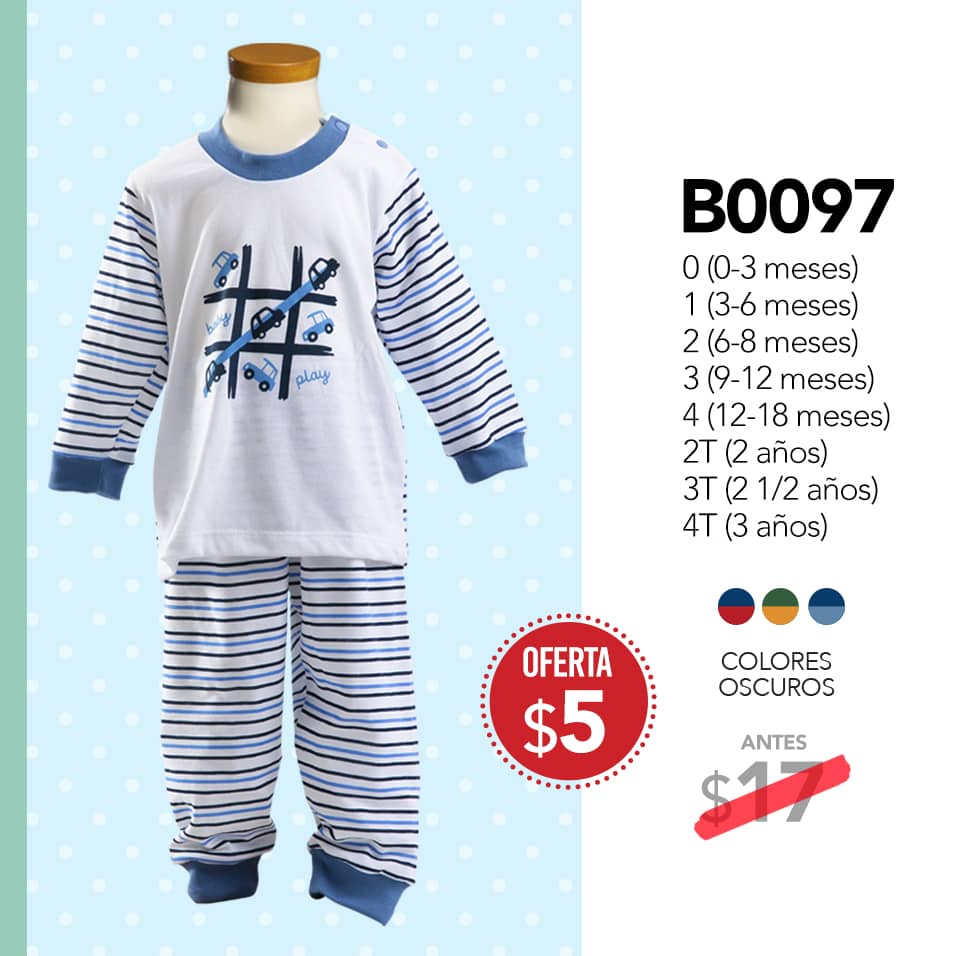 baby
play
B0097
0 (0-3 meses)
1 (3-6 meses)
2 (6-8 meses)
3 (9-12 meses)
4 (12-18 meses)
2T (2 años)
3T (2 1/2 años)
4T (3 años)
OFERTA
$5
COLORES
OSCUROS
ANTES
$17